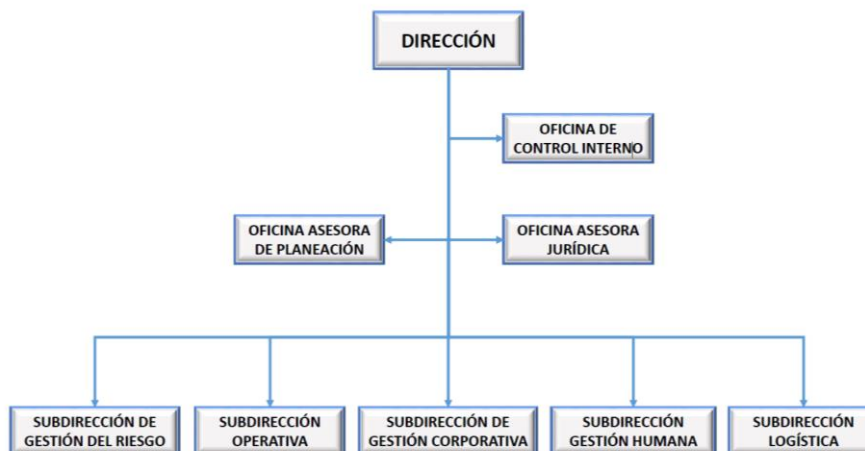 DIRECCIÓN
OFICINA DE
CONTROL INTERNO
OFICINA ASESORA
DE PLANEACIÓN
OFICINA ASESORA
JURÍDICA
SUBDIRECCIÓN DE
GESTIÓN DEL RIESGO
SUBDIRECCIÓN
OPERATIVA
SUBDIRECCIÓN DE
GESTIÓN CORPORATIVA
SUBDIRECCIÓN
GESTIÓN HUMANA
SUBDIRECCIÓN
LOGÍSTICA